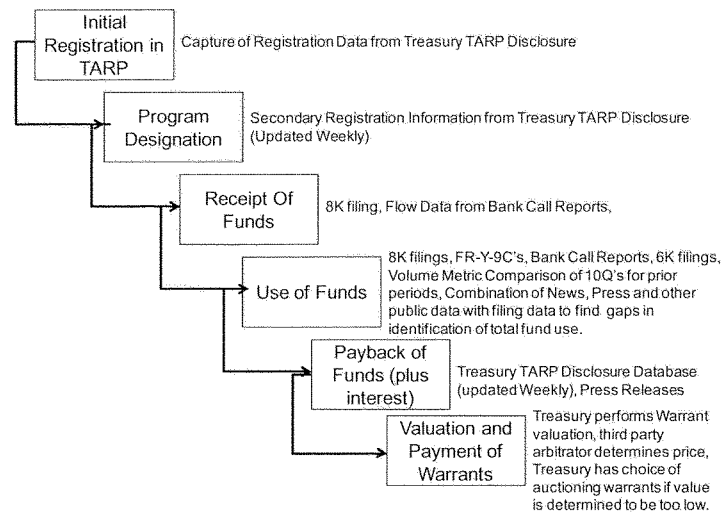 Initial
Registration in
TARP
Capture of Registration Data from Treasury TARP Disclosure
Program
Designation
Secondary Registration Information from Treasury TARP Disclosure
(Updated Weekly)
Receipt Of
Funds
8K filing, Flow Data from Bank Call Reports,
Use of Funds
8K filings, FR-Y-9C's, Bank Call Reports, 6K filings,
Volume Metric Comparison of 10Q's for prior
periods, Combination of News, Press and other
public data with filing data to find gaps in
identification of total fund use.
Payback of
Funds (plus
interest)
Treasury TARP Disclosure Database
(updated Weekly), Press Releases
Valuation and
Payment of
Warrants
Treasury performs Warrant
valuation, third party
arbitrator determines price,
Treasury has choice of
auctioning warrants if value
is determined to be too low.